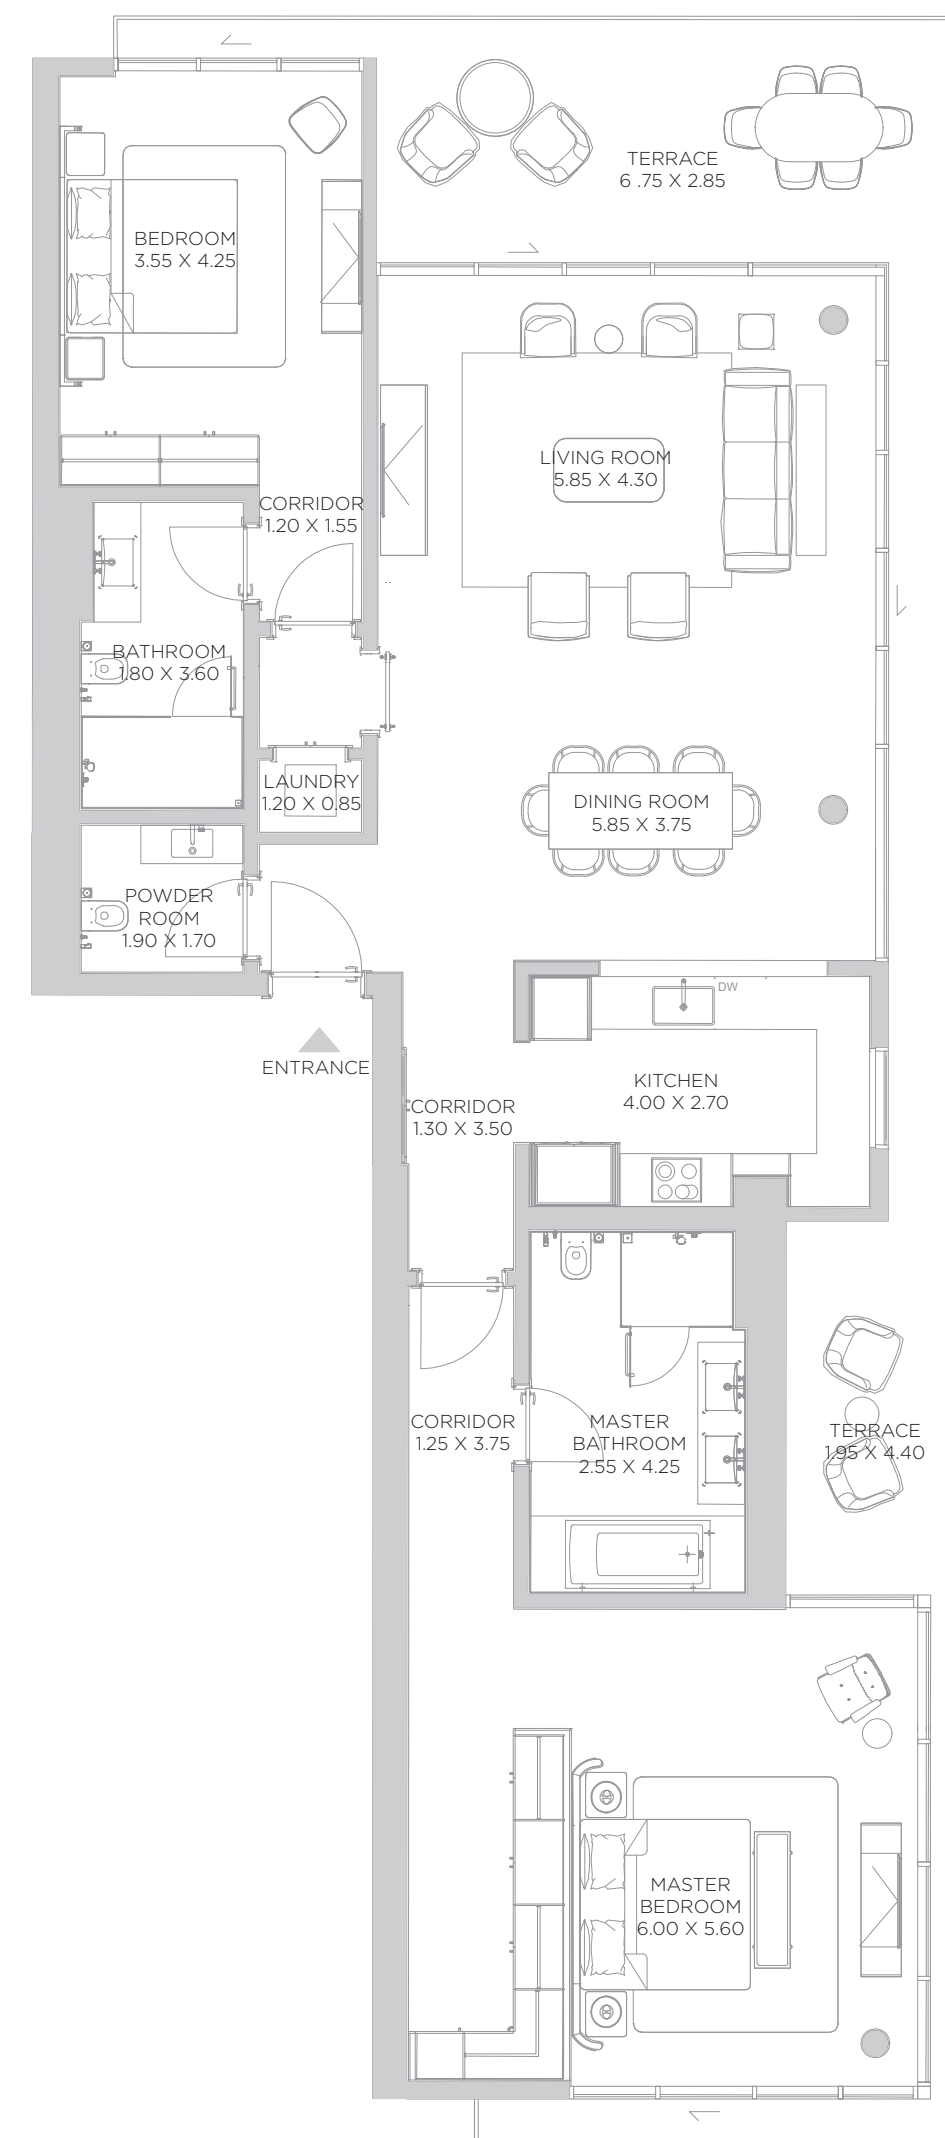 TERRACE
6 .75 X 2.85
BEDROOM
3.55 X 4.25
LIVING ROOM
5.85 X 4.30
CORRIDOR
1.20 X 1.55
BATHROOM
1.80 X 3.60
LAUNDRY
1.20 X 0.85
DINING ROOM
5.85 X 3.75
POWDER
ROOM
1.90 X 1.70
DW
ENTRANCE
KITCHEN
4.00 X 2.70
CORRIDOR
1.30 X 3.50
CORRIDOR
1.25 X 3.75
MASTER
BATHROOM
2.55 X 4.25
TERRACE
1.95 X 4.40
MASTER
BEDROOM
6.00 X 5.60